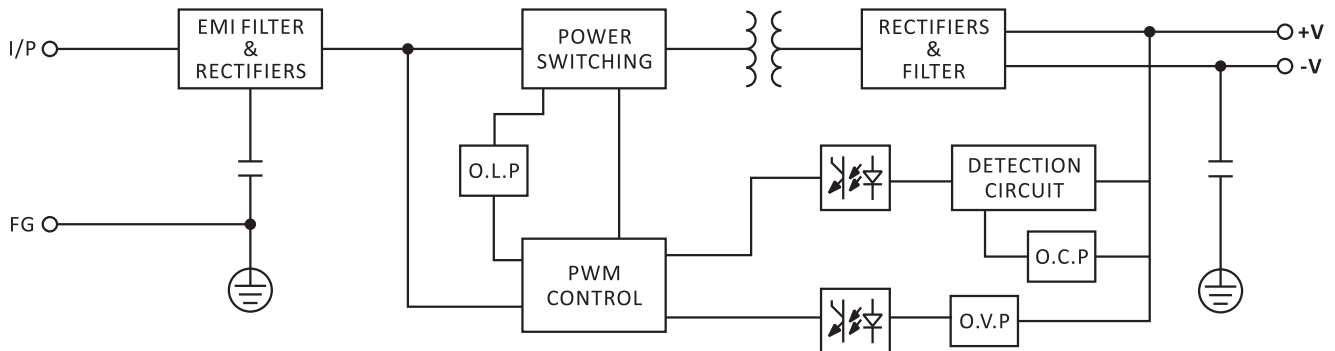 I/P
EMI FILTER
&
RECTIFIERS
POWER
SWITCHING
RECTIFIERS
&
FILTER
+V
-V
O.L.P
DETECTION
CIRCUIT
FG
O.C.P
PWM
CONTROL
O.V.P